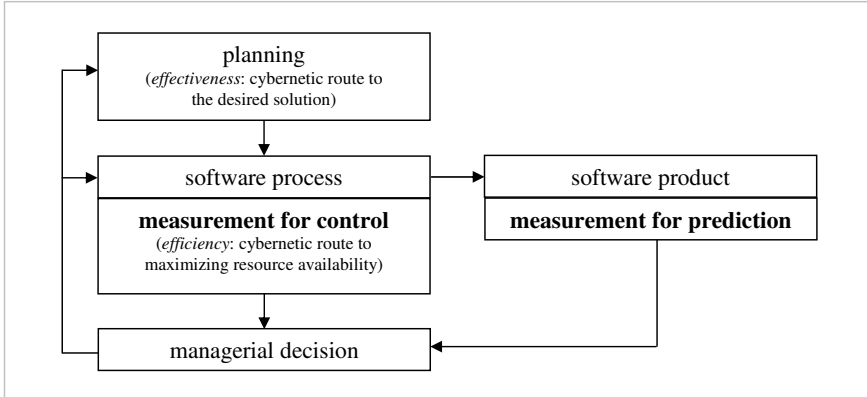 planning
(effectiveness: cybernetic route to
the desired solution)
software process
measurement for control
(efficiency: cybernetic route to
maximizing resource availability)
software product
measurement for prediction
managerial decision